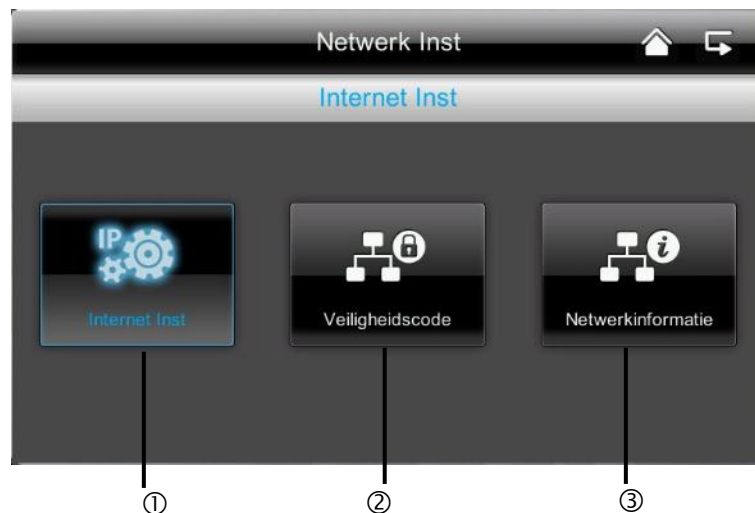 Netwerk Inst
Internet Inst
IP
Internet Inst
Veiligheidscode
i
Netwerkinformatie
① ② ③